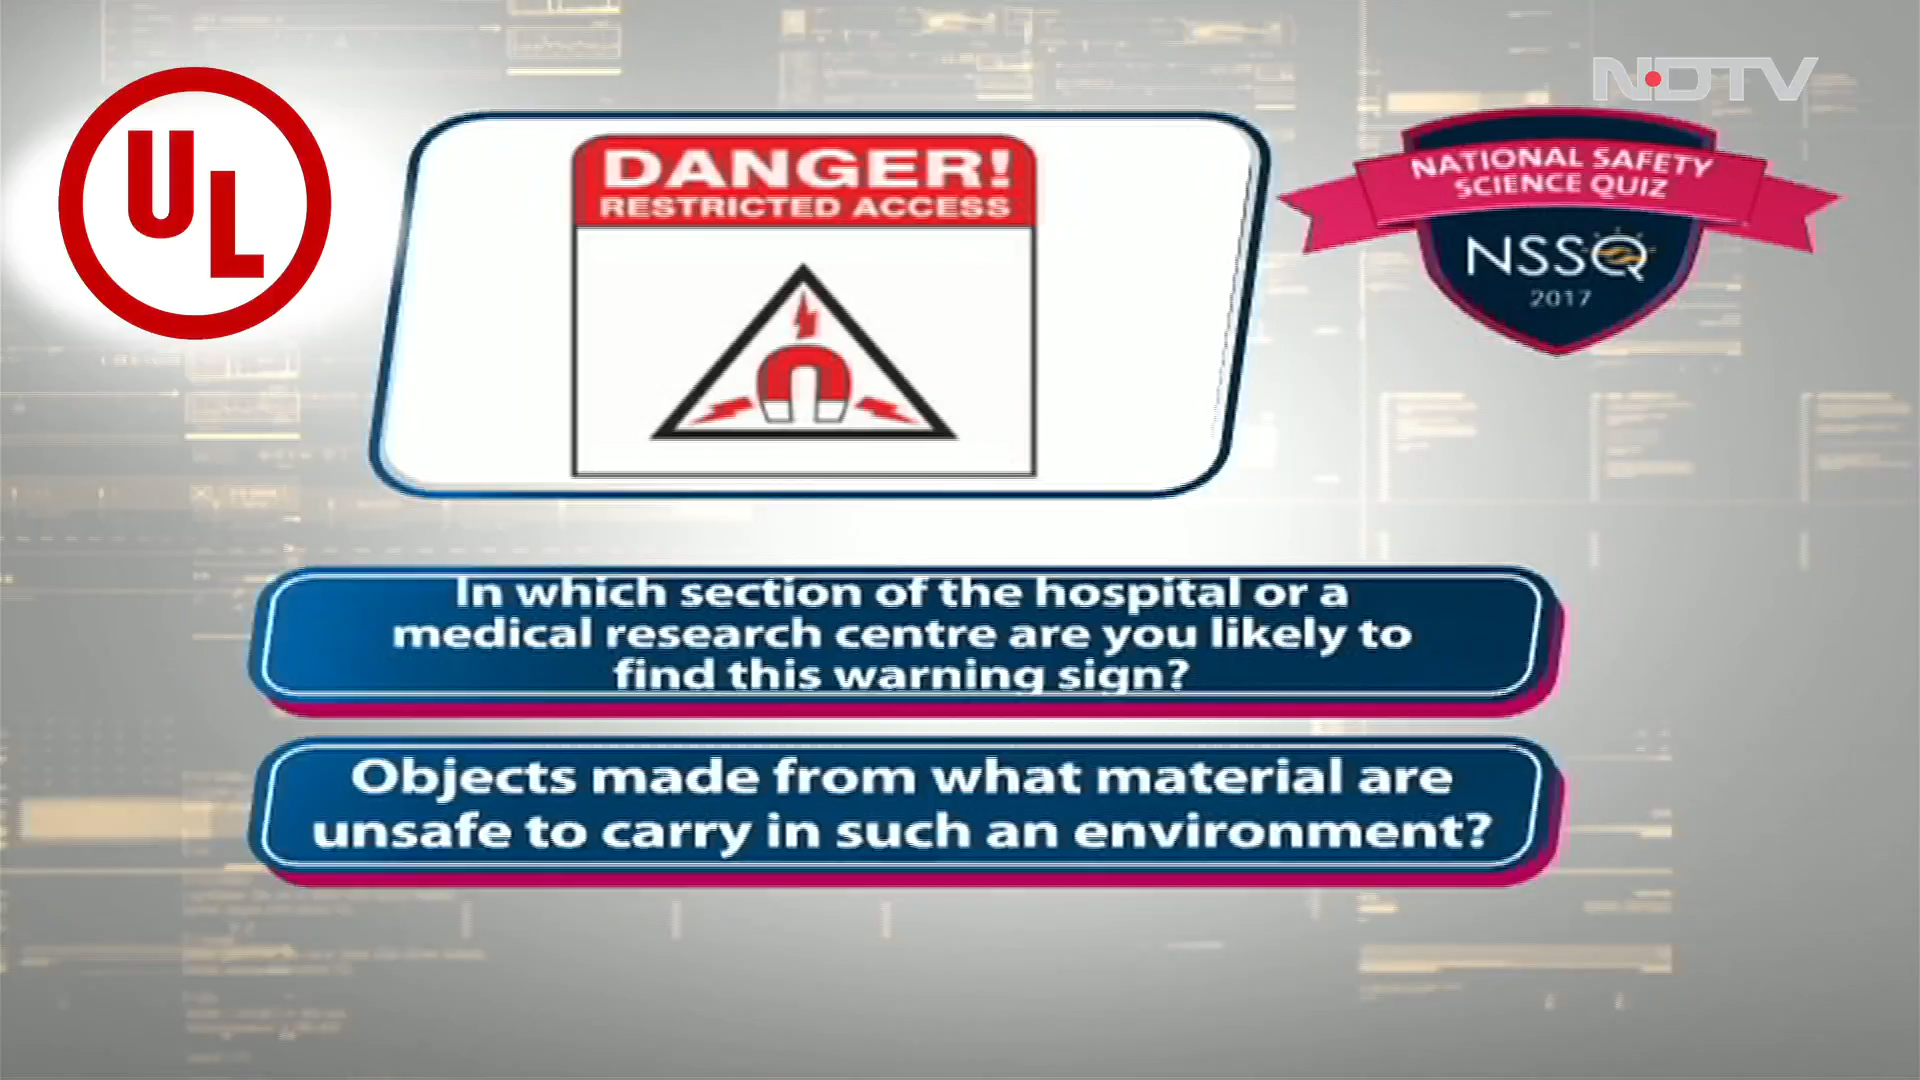 UL
NDTV
DANGER!
RESTRICTED ACCESS
NATIONAL SAFETY
SCIENCE QUIZ
NSSQ
2017
In which section of the hospital or a
medical research centre are you likely to
find this warning sign?
Objects made from what material are
unsafe to carry in such an environment?